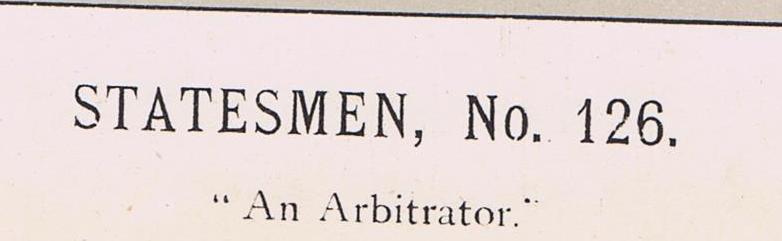 STATESMEN, No. 126.
"An Arbitrator."